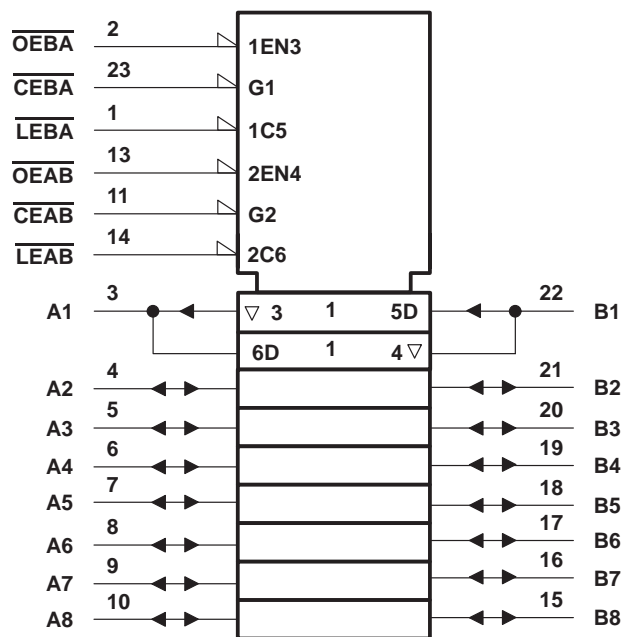 OEBA 2 1EN3
CEBA 23 G1
LEBA 1 1C5
OEAB 13 2EN4
CEAB 11 G2
LEAB 14 2C6
A1 3 ▽ 3 1 5D 22 B1
6D 1 4 ▽
A2 4 21 B2
A3 5 20 B3
A4 6 19 B4
A5 7 18 B5
A6 8 17 B6
A7 9 16 B7
A8 10 15 B8